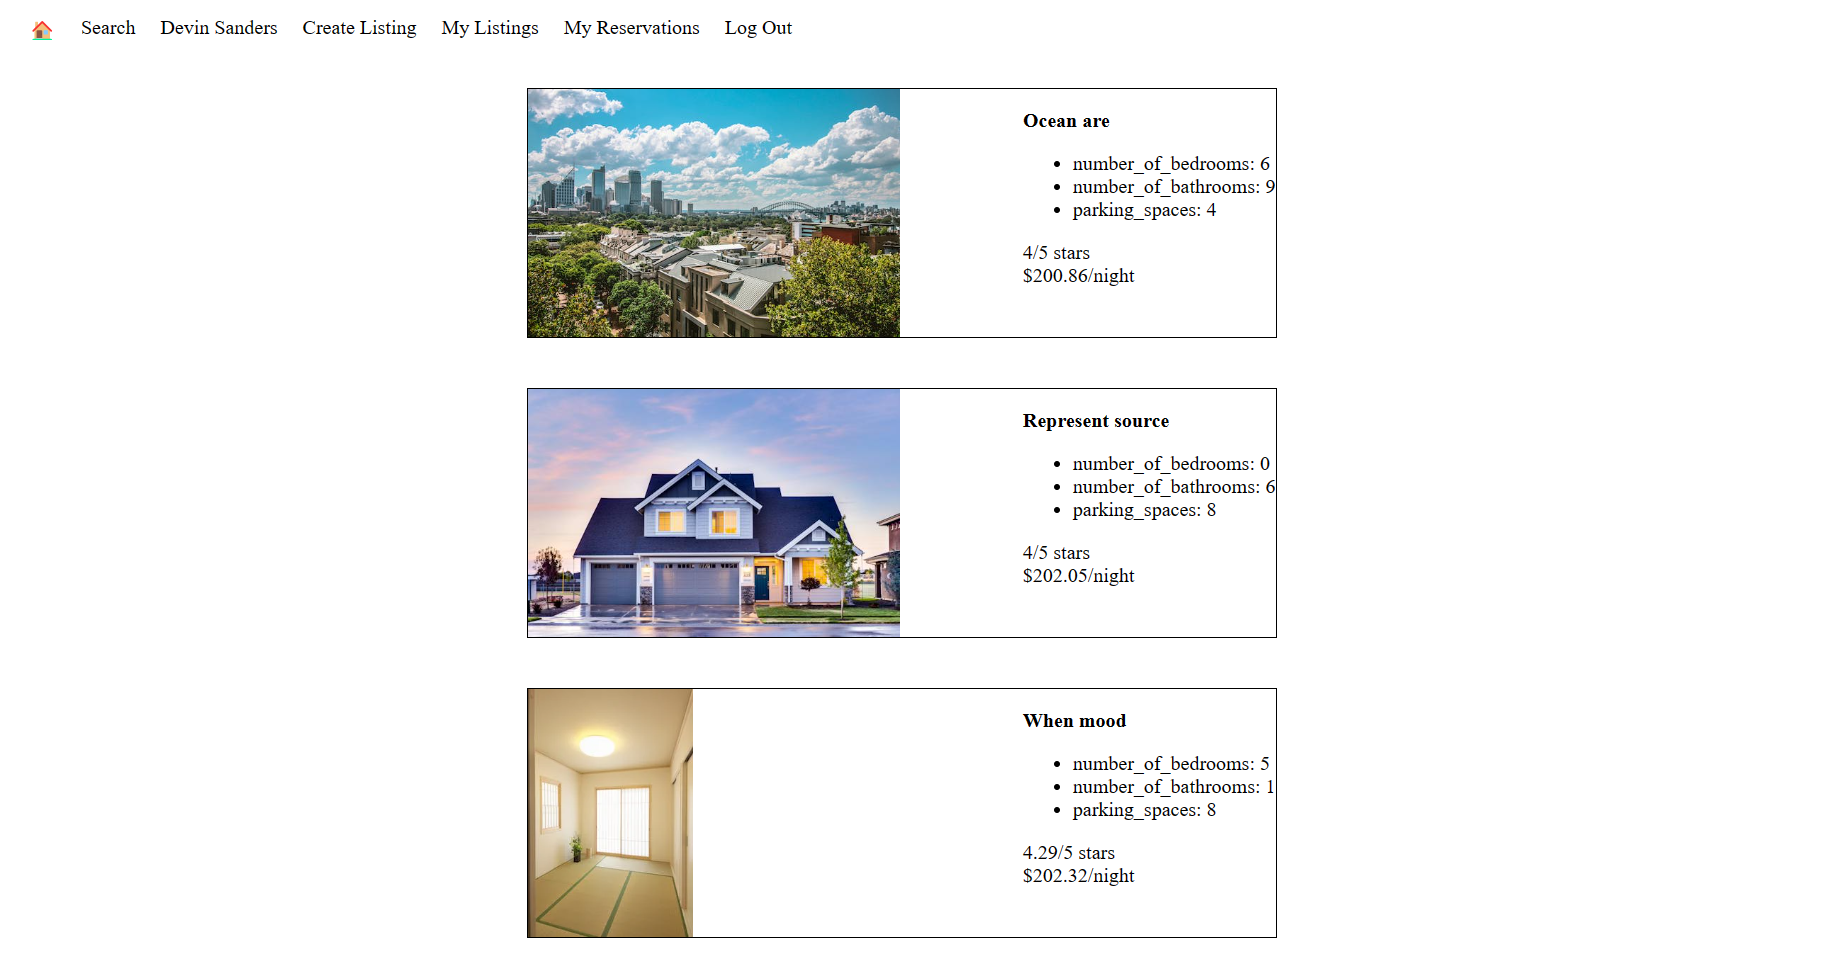 Search Devin Sanders Create Listing My Listings My Reservations Log Out
Ocean are
number_of_bedrooms: 6
number_of_bathrooms: 9
parking_spaces: 4
4/5 stars
$200.86/night
Represent source
number_of_bedrooms: 0
number_of_bathrooms: 6
parking_spaces: 8
4/5 stars
$202.05/night
When mood
number_of_bedrooms: 5
number_of_bathrooms: 1
parking_spaces: 8
4.29/5 stars
$202.32/night